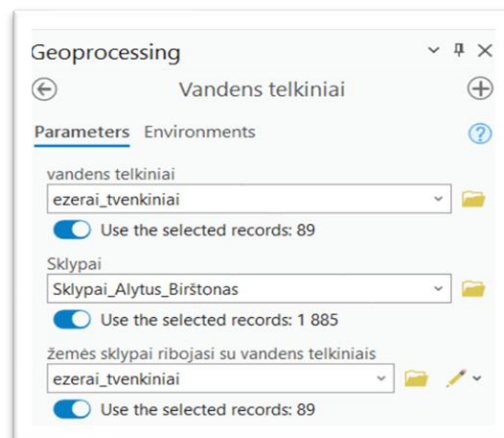 Geoprocessing
Vandens telkiniai
Parameters Environments
vandens telkiniai
ezerai_tvenkiniai
Use the selected records: 89
Sklypai
Sklypai_Alytus_Birštonas
Use the selected records: 1 885
žemės sklypai ribojasi su vandens telkiniais
ezerai_tvenkiniai
Use the selected records: 89